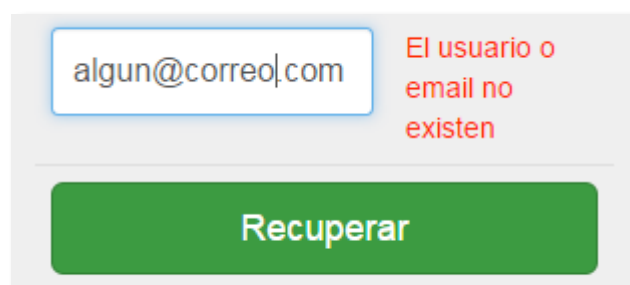 algun@correo.com
El usuario o
email no
existen
Recuperar